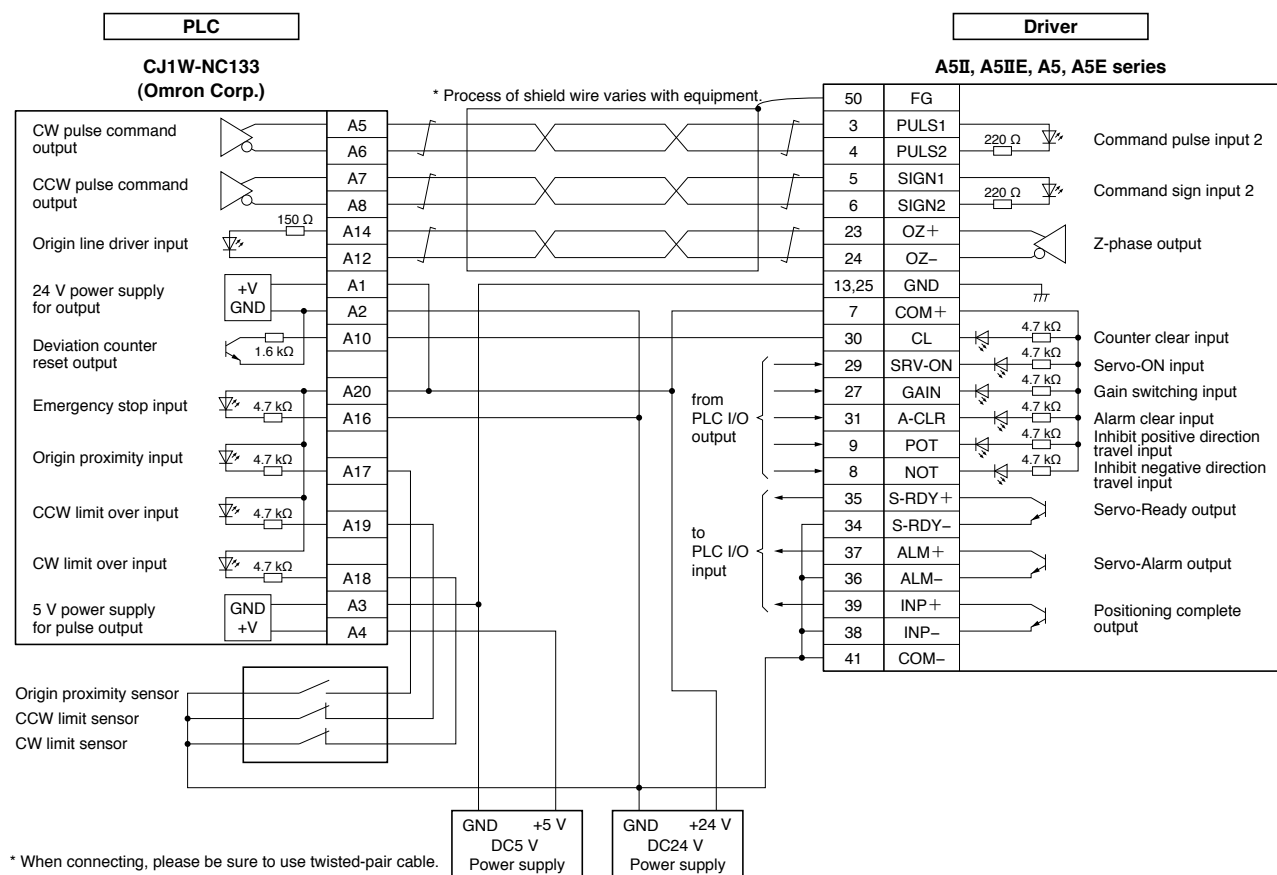 PLC
Driver
CJ1W-NC133
(Omron Corp.)
A5II, A5IIE, A5, A5E series
* Process of shield wire varies with equipment.
50 FG
CW pulse command
output
A5
3 PULS1
A6
4 PULS2
220 Ω
Command pulse input 2
CCW pulse command
output
A7
5 SIGN1
A8
6 SIGN2
220 Ω
Command sign input 2
Origin line driver input
150 Ω
A14
23 OZ+
A12
24 OZ−
Z-phase output
24 V power supply
for output
+V
GND
A1
13,25 GND
A2
7 COM+
Deviation counter
reset output
1.6 kΩ
A10
30 CL
4.7 kΩ
Counter clear input
29 SRV-ON
4.7 kΩ
Servo-ON input
Emergency stop input
4.7 kΩ
A20
27 GAIN
4.7 kΩ
Gain switching input
A16
31 A-CLR
4.7 kΩ
Alarm clear input
from
PLC I/O
output
9 POT
4.7 kΩ
Inhibit positive direction
travel input
Origin proximity input
4.7 kΩ
A17
8 NOT
4.7 kΩ
Inhibit negative direction
travel input
35 S-RDY+
CCW limit over input
4.7 kΩ
A19
34 S-RDY−
Servo-Ready output
to
PLC I/O
input
37 ALM+
CW limit over input
4.7 kΩ
A18
36 ALM−
Servo-Alarm output
5 V power supply
for pulse output
GND
+V
A3
39 INP+
A4
38 INP−
Positioning complete
output
41 COM−
Origin proximity sensor
CCW limit sensor
CW limit sensor
GND +5 V
DC5 V
Power supply
GND +24 V
DC24 V
Power supply
* When connecting, please be sure to use twisted-pair cable.